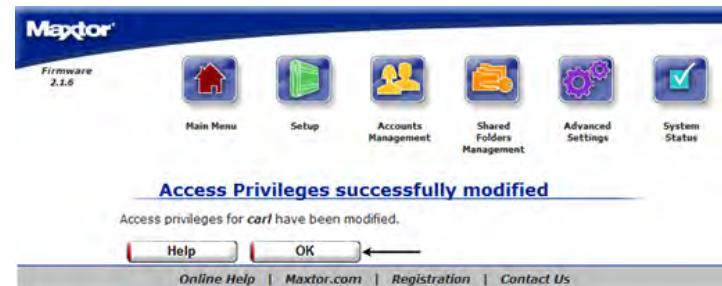 Maxtor
Firmware
2.1.6
Main Menu
Setup
Accounts
Management
Shared
Folders
Management
Advanced
Settings
System
Status
Access Privileges successfully modified
Access privileges for carl have been modified.
Help
OK
Online Help | Maxtor.com | Registration | Contact Us